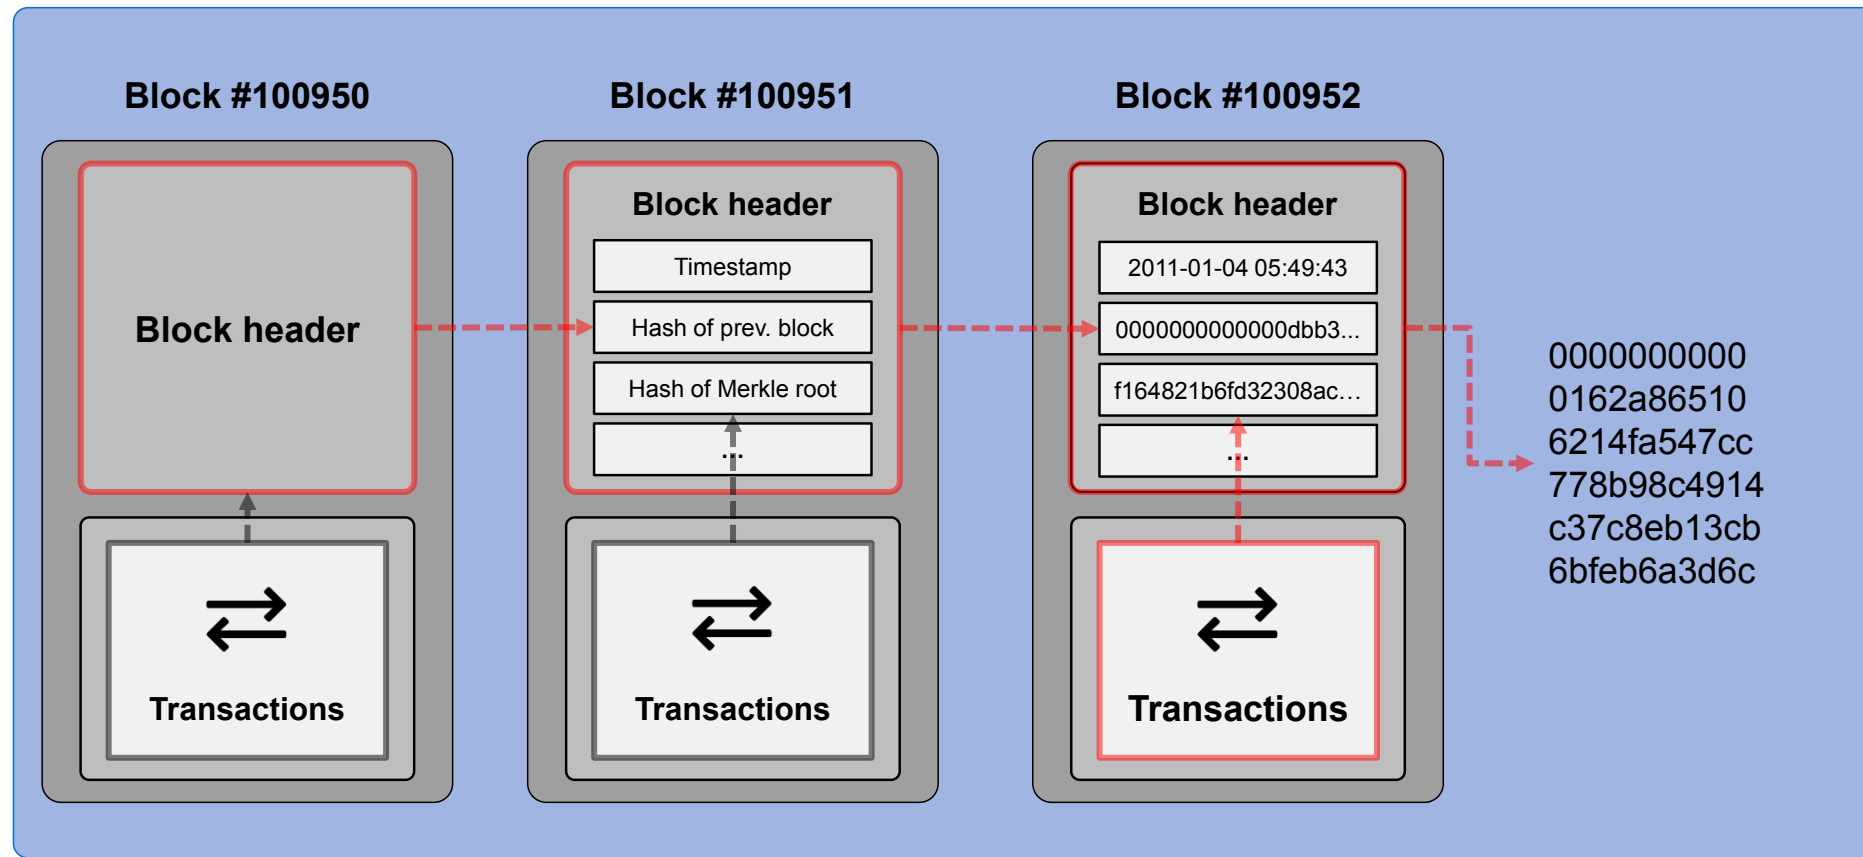 Block #100950
Block header
Transactions
Block #100951
Block header
Timestamp
Hash of prev. block
Hash of Merkle root
...
Transactions
Block #100952
Block header
2011-01-04 05:49:43
0000000000000dbb3...
f164821b6fd32308ac...
...
Transactions
0000000000
0162a86510
6214fa547cc
778b98c4914
c37c8eb13cb
6bfeb6a3d6c